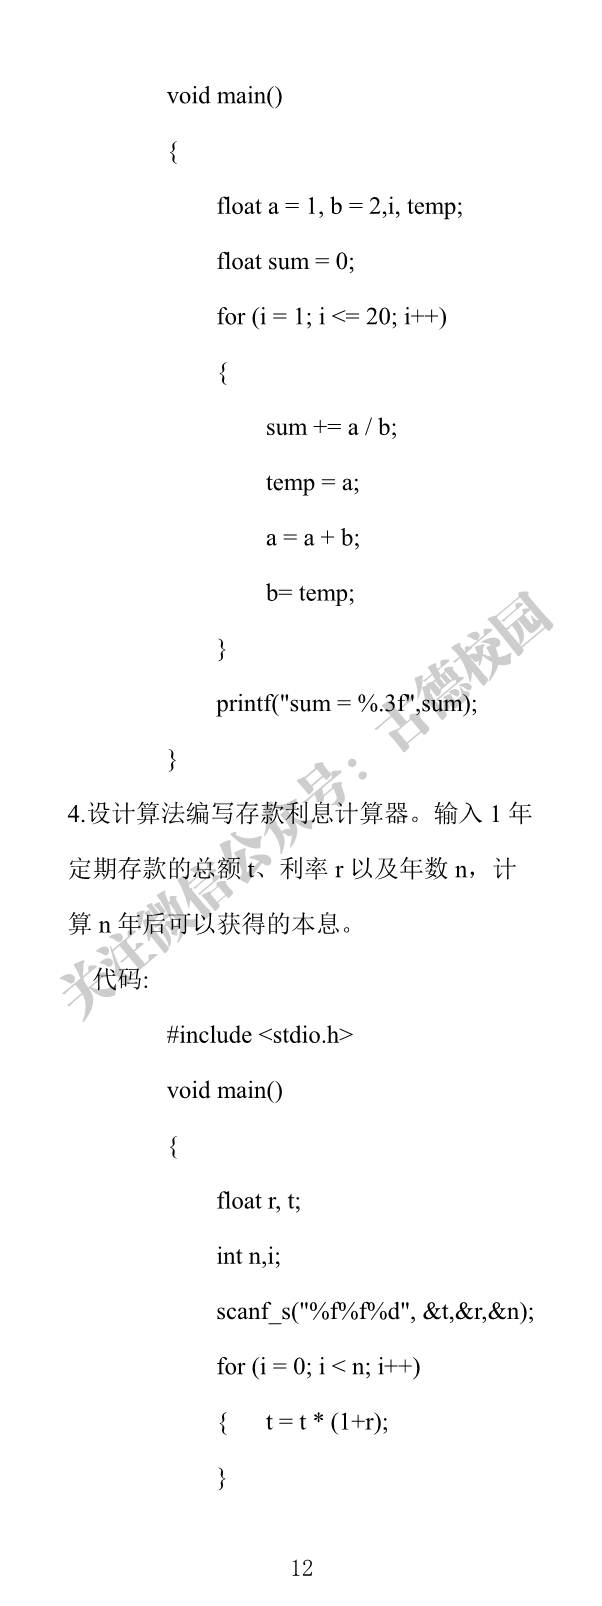 void main()
{
float a = 1, b = 2,i, temp;
float sum = 0;
for (i = 1; i <= 20; i++)
{
sum += a / b;
temp = a;
a = a + b;
b= temp;
}
printf("sum = %.3f",sum);
}
4.设计算法编写存款利息计算器。输入 1 年
定期存款的总额 t、利率 r 以及年数 n，计
算 n 年后可以获得的本息。
代码:
#include <stdio.h>
void main()
{
float r, t;
int n,i;
scanf_s("%f%f%d", &t,&r,&n);
for (i = 0; i < n; i++)
{ t = t * (1+r);
}
12
关注微信公众号：古德校园